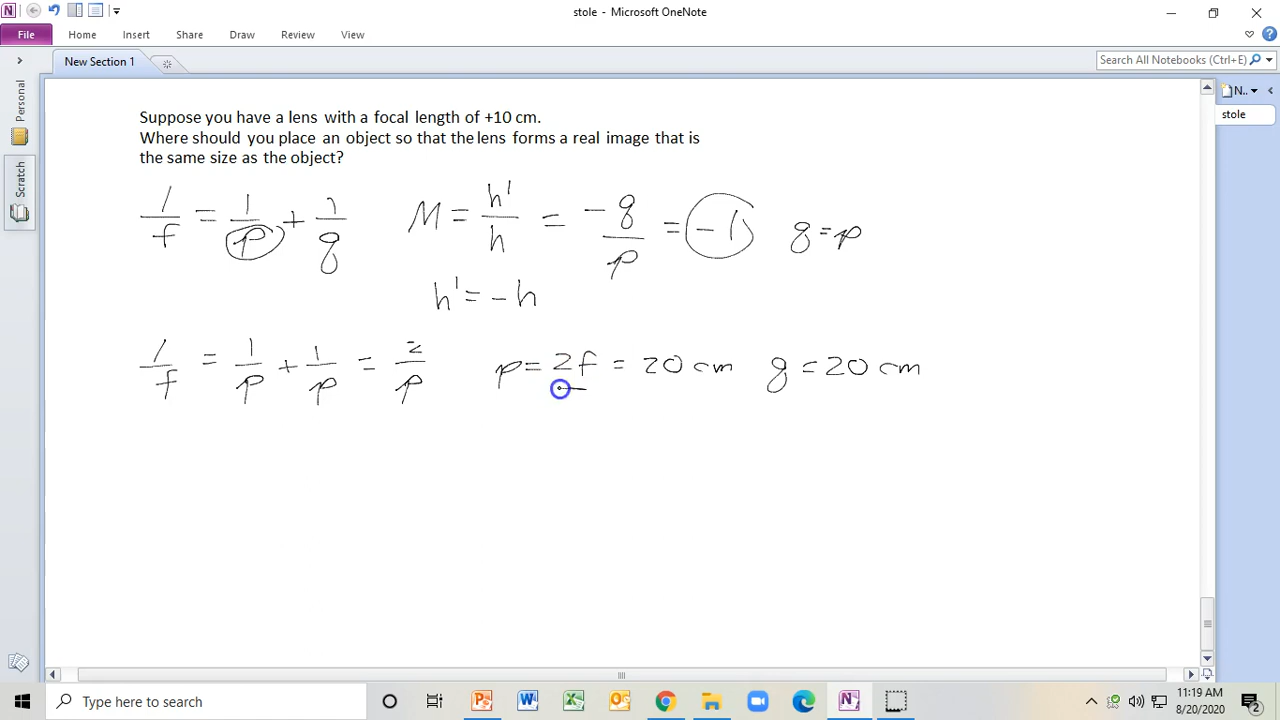 stole - Microsoft OneNote
File Home Insert Share Draw Review View
New Section 1
Search All Notebooks (Ctrl+E)
N..
Personal
stole
Scratch
Suppose you have a lens with a focal length of +10 cm.
Where should you place an object so that the lens forms a real image that is
the same size as the object?
1/f = 1/p + 1/q M = h'/h = -q/p = -1 q = p
h' = -h
1/f = 1/p + 1/p = 2/p p = 2f = 20 cm q = 20 cm
Type here to search
11:19 AM
8/20/2020
2